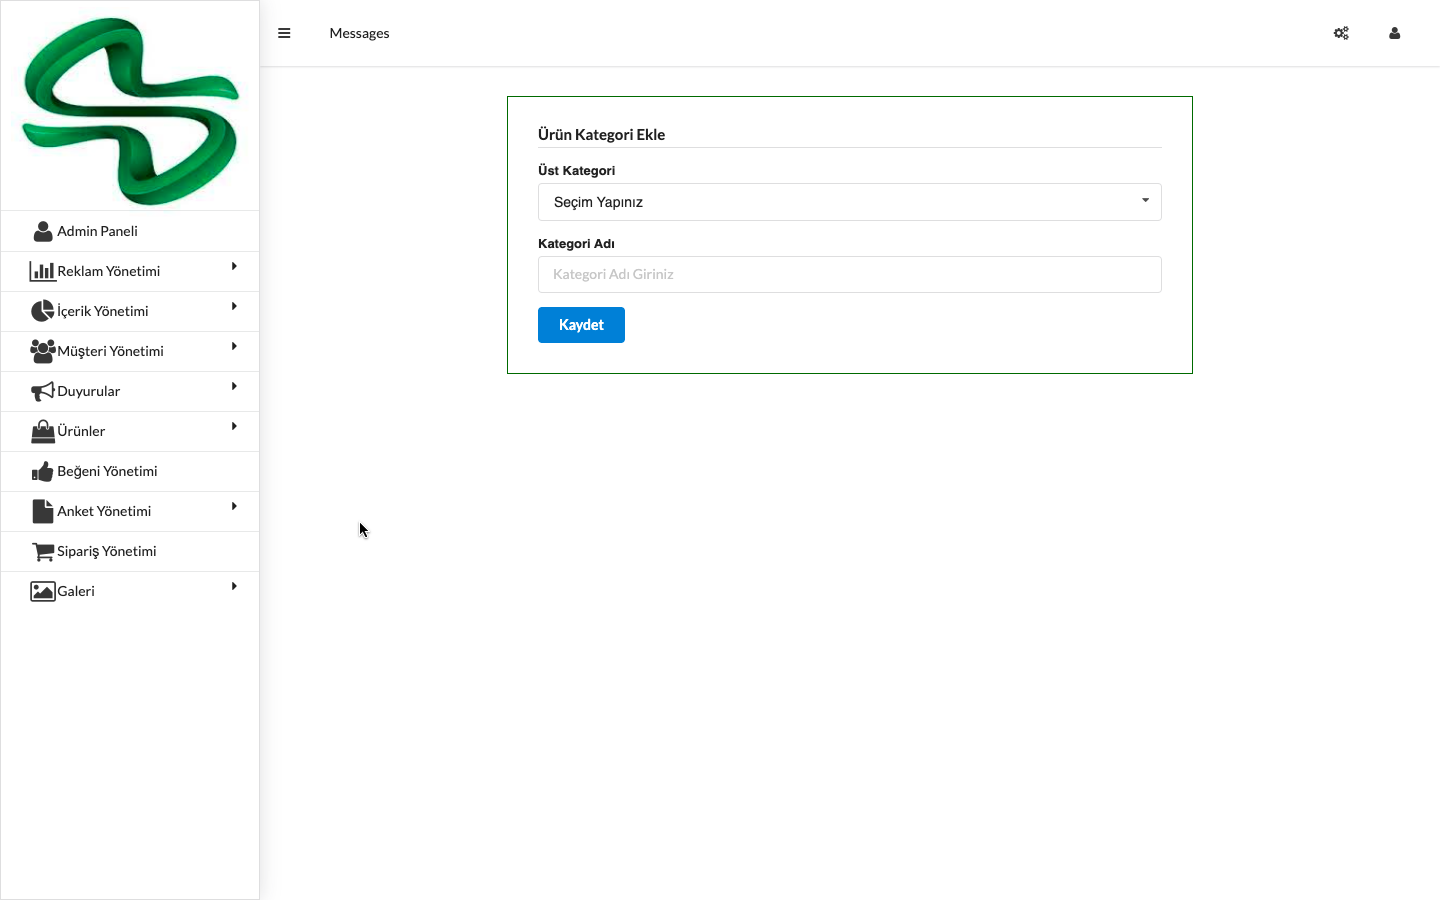 Messages
Admin Paneli
Reklam Yönetimi
İçerik Yönetimi
Müşteri Yönetimi
Duyurular
Ürünler
Beğeni Yönetimi
Anket Yönetimi
Sipariş Yönetimi
Galeri
Ürün Kategori Ekle
Üst Kategori
Seçim Yapınız
Kategori Adı
Kategori Adı Giriniz
Kaydet